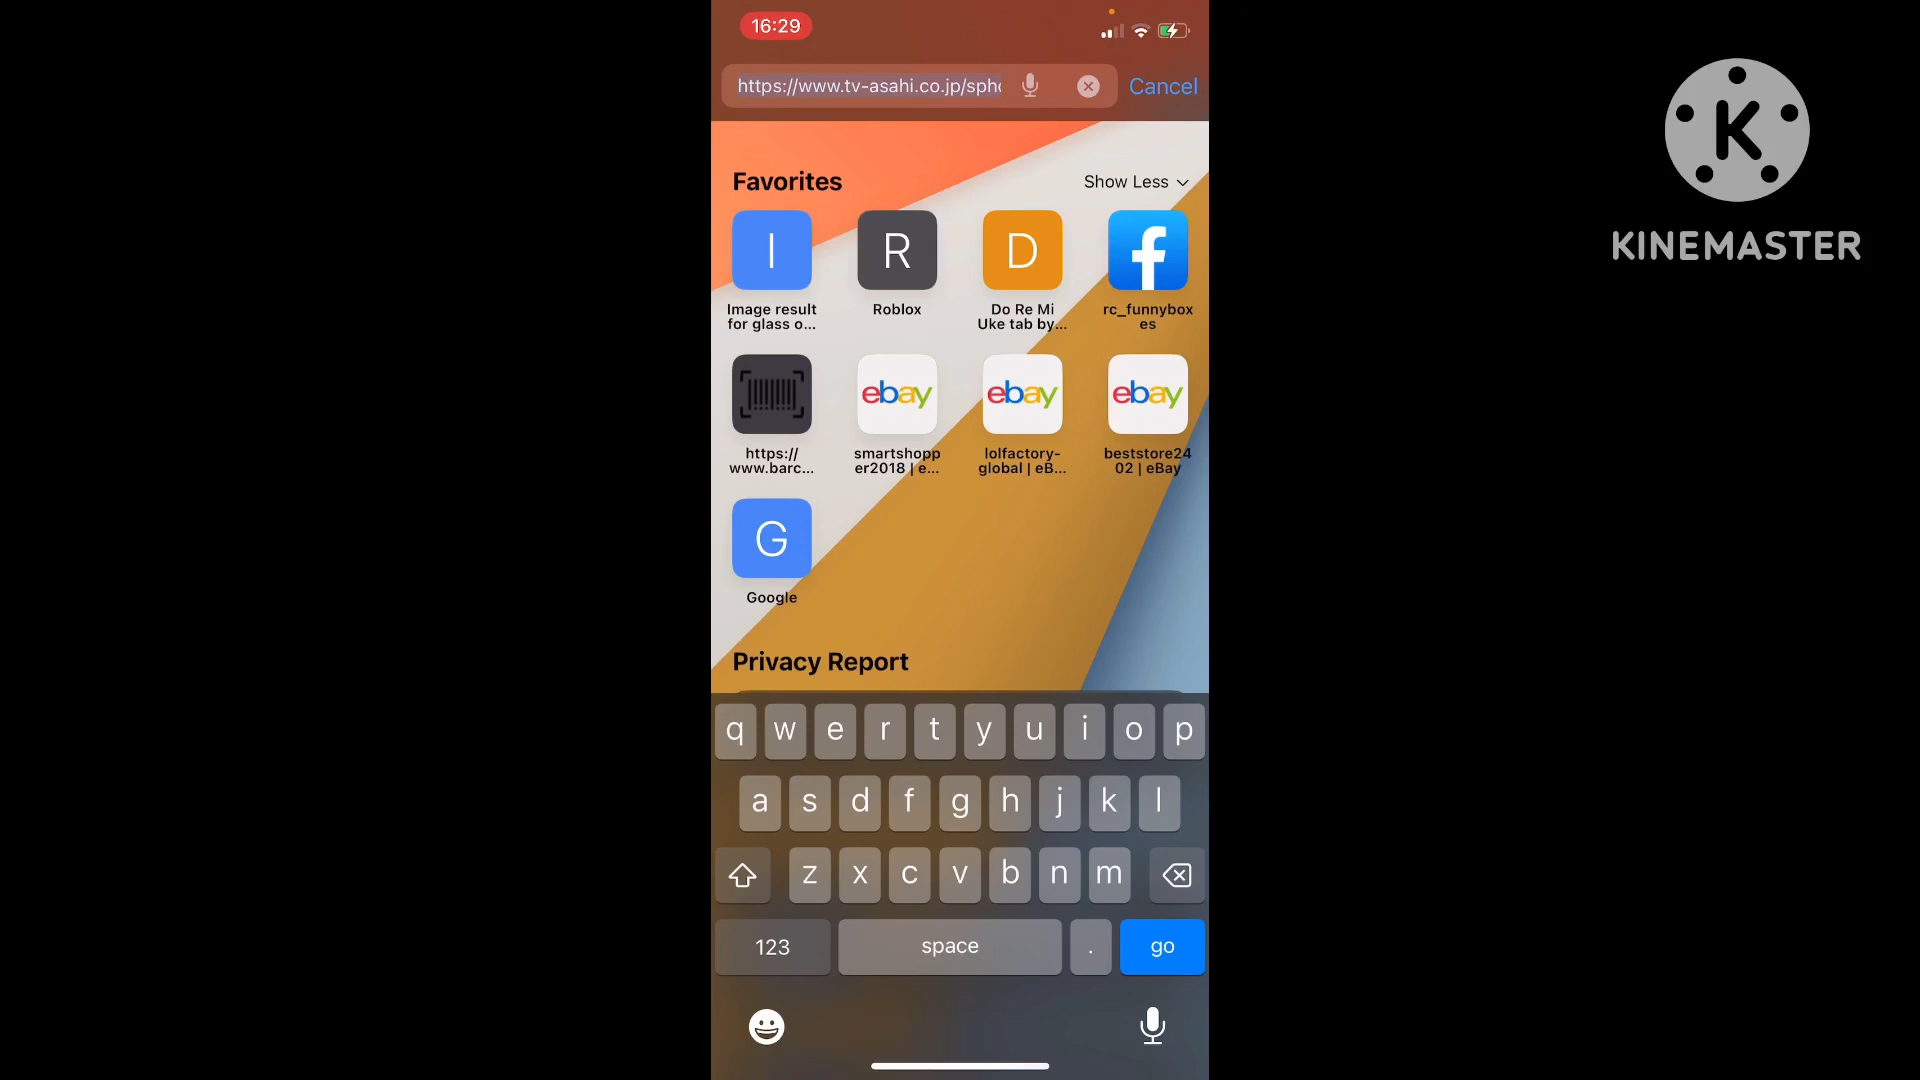 16:29
https://www.tv-asahi.co.jp/spho
Cancel
K
KINEMASTER
Favorites
Show Less
I
R
D
f
Image result
for glass o...
Roblox
Do Re Mi
Uke tab by...
rc_funnybox
es
ebay
ebay
ebay
https://
www.barc...
smartshopp
er2018 | e...
lolfactory-
global | eB...
beststore24
02 | eBay
G
Google
Privacy Report
q w e r t y u i o p
a s d f g h j k l
z x c v b n m
123
space
.
go